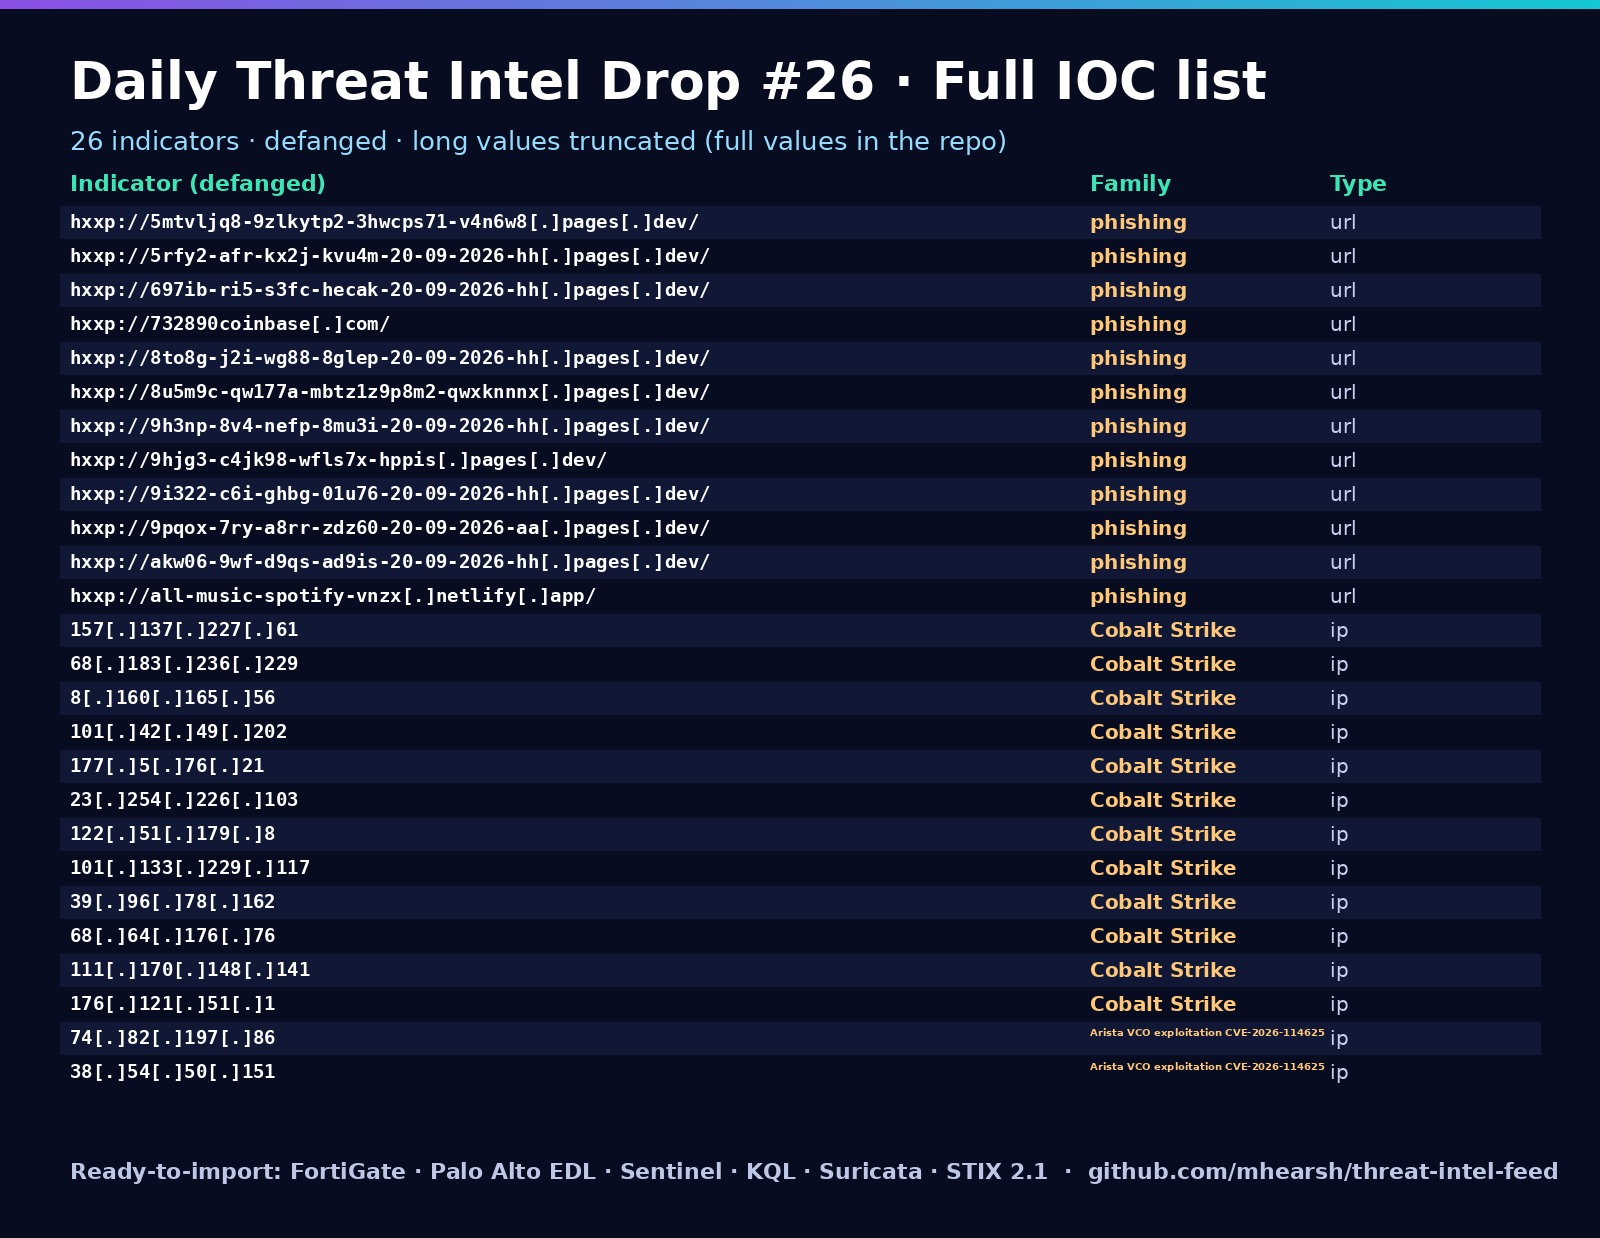 Daily Threat Intel Drop #26 · Full IOC list
26 indicators · defanged · long values truncated (full values in the repo)
Indicator (defanged) Family Type
hxxp://5mtvljq8-9zlkytp2-3hwcps71-v4n6w8[.]pages[.]dev/ phishing url
hxxp://5rfy2-afr-kx2j-kvu4m-20-09-2026-hh[.]pages[.]dev/ phishing url
hxxp://697ib-ri5-s3fc-hecak-20-09-2026-hh[.]pages[.]dev/ phishing url
hxxp://732890coinbase[.]com/ phishing url
hxxp://8to8g-j2i-wg88-8glep-20-09-2026-hh[.]pages[.]dev/ phishing url
hxxp://8u5m9c-qw177a-mbtz1z9p8m2-qwxknnnx[.]pages[.]dev/ phishing url
hxxp://9h3np-8v4-nefp-8mu3i-20-09-2026-hh[.]pages[.]dev/ phishing url
hxxp://9hjg3-c4jk98-wfls7x-hppis[.]pages[.]dev/ phishing url
hxxp://9i322-c6i-ghbg-01u76-20-09-2026-hh[.]pages[.]dev/ phishing url
hxxp://9pqox-7ry-a8rr-zdz60-20-09-2026-aa[.]pages[.]dev/ phishing url
hxxp://akw06-9wf-d9qs-ad9is-20-09-2026-hh[.]pages[.]dev/ phishing url
hxxp://all-music-spotify-vnzx[.]netlify[.]app/ phishing url
157[.]137[.]227[.]61 Cobalt Strike ip
68[.]183[.]236[.]229 Cobalt Strike ip
8[.]160[.]165[.]56 Cobalt Strike ip
101[.]42[.]49[.]202 Cobalt Strike ip
177[.]5[.]76[.]21 Cobalt Strike ip
23[.]254[.]226[.]103 Cobalt Strike ip
122[.]51[.]179[.]8 Cobalt Strike ip
101[.]133[.]229[.]117 Cobalt Strike ip
39[.]96[.]78[.]162 Cobalt Strike ip
68[.]64[.]176[.]76 Cobalt Strike ip
111[.]170[.]148[.]141 Cobalt Strike ip
176[.]121[.]51[.]1 Cobalt Strike ip
74[.]82[.]197[.]86 Arista VCO exploitation CVE-2026-114625 ip
38[.]54[.]50[.]151 Arista VCO exploitation CVE-2026-114625 ip
Ready-to-import: FortiGate · Palo Alto EDL · Sentinel · KQL · Suricata · STIX 2.1 · github.com/mhearsh/threat-intel-feed